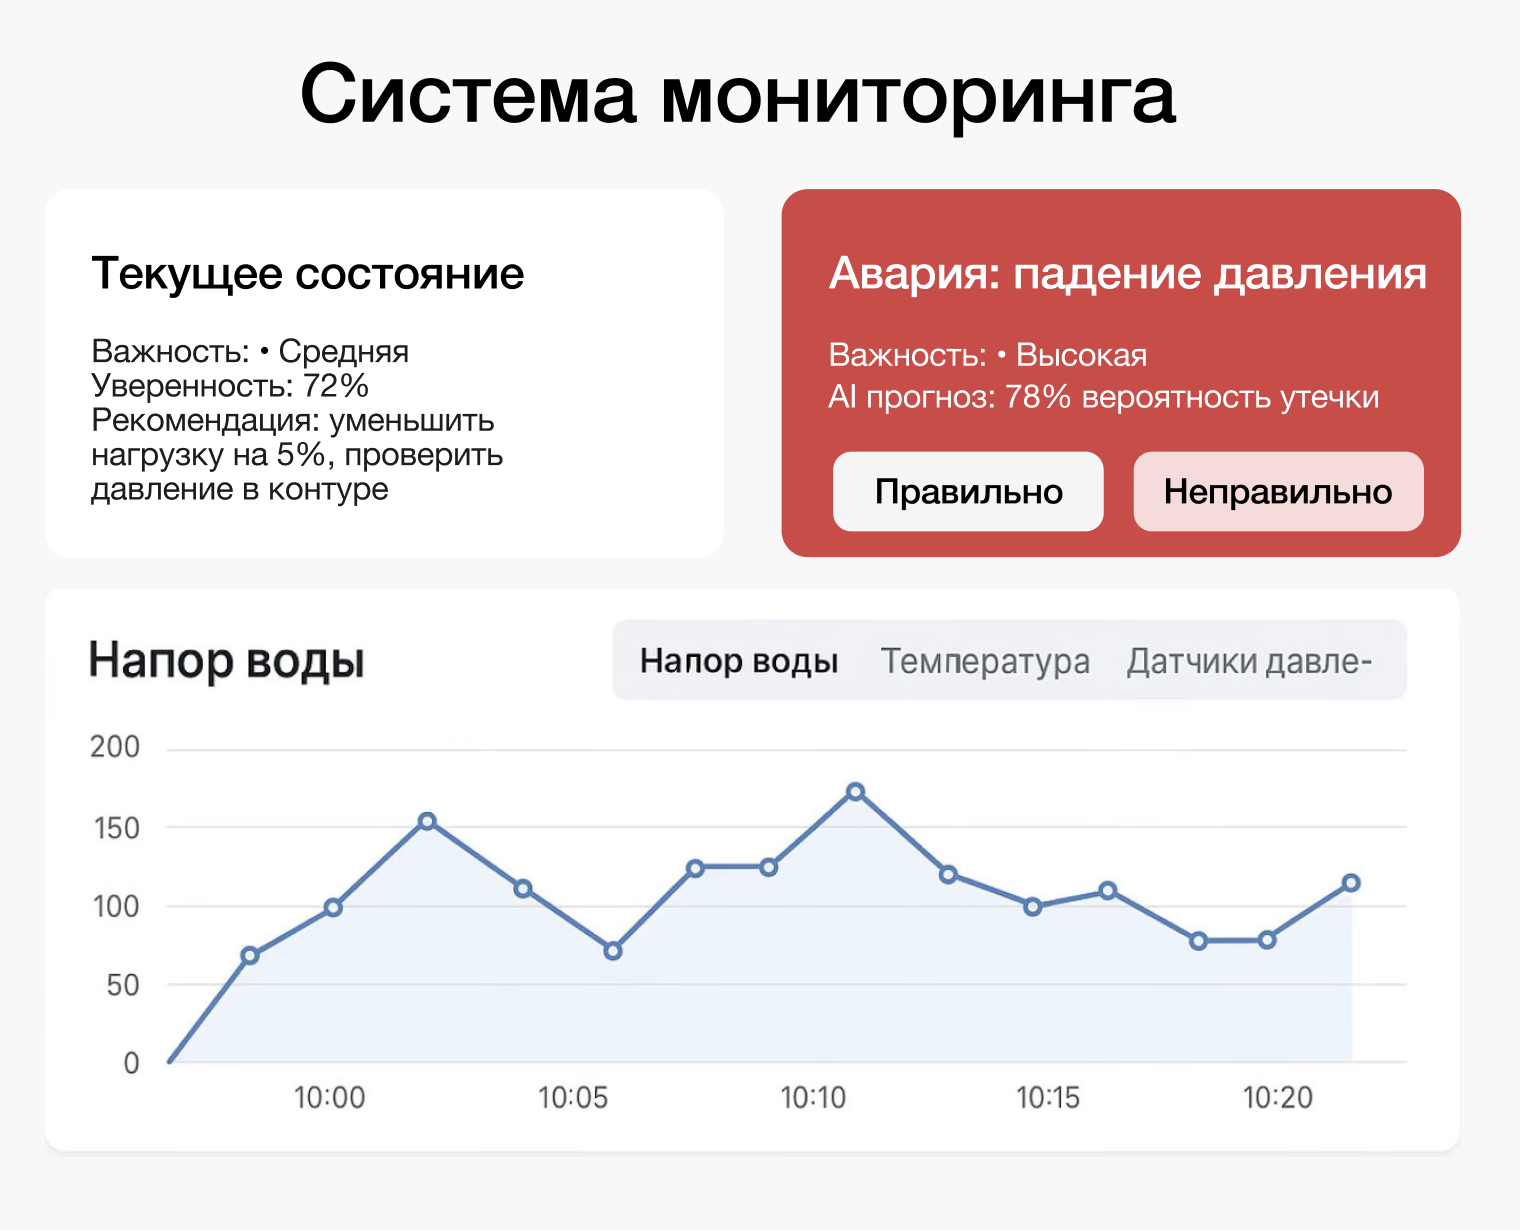 Система мониторинга
Текущее состояние
Важность: • Средняя
Уверенность: 72%
Рекомендация: уменьшить
нагрузку на 5%, проверить
давление в контуре
Авария: падение давления
Важность: • Высокая
AI прогноз: 78% вероятность утечки
Правильно
Неправильно
Напор воды
Напор воды
Температура
Датчики давле-
200
150
100
50
0
10:00
10:05
10:10
10:15
10:20